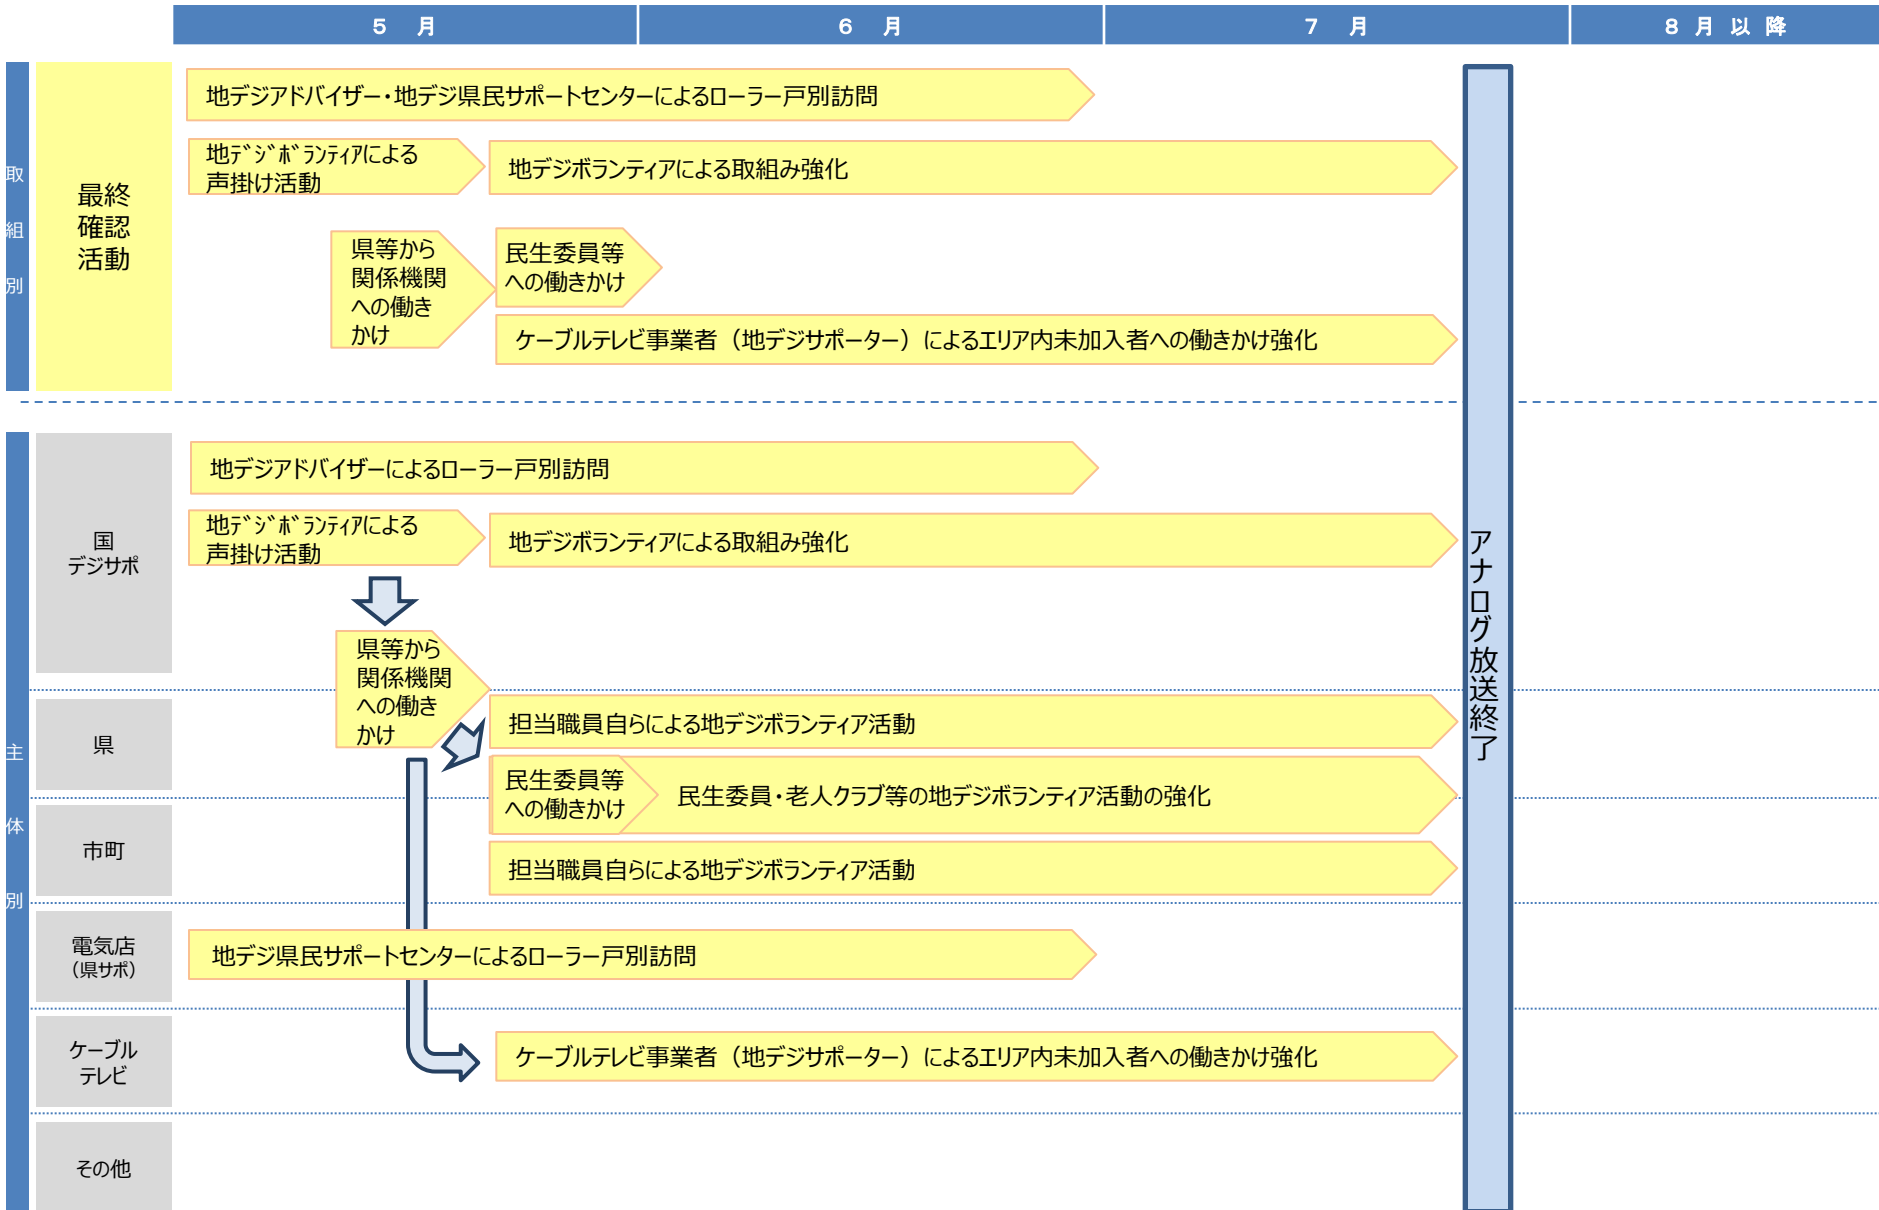 ５　月
６　月
７　月
８ 月 以 降
取
組
別
最終
確認
活動
地デジアドバイザー・地デジ県民サポートセンターによるローラー戸別訪問
地ﾃﾞｼﾞﾎﾞﾗﾝﾃｨｱによる
声掛け活動
地デジボランティアによる取組み強化
県等から
関係機関
への働き
かけ
民生委員等
への働きかけ
ケーブルテレビ事業者（地デジサポーター）によるエリア内未加入者への働きかけ強化
主
体
別
国
デジサポ
地デジアドバイザーによるローラー戸別訪問
地ﾃﾞｼﾞﾎﾞﾗﾝﾃｨｱによる
声掛け活動
地デジボランティアによる取組み強化
県等から
関係機関
への働き
かけ
県
担当職員自らによる地デジボランティア活動
民生委員等
への働きかけ
民生委員・老人クラブ等の地デジボランティア活動の強化
市町
担当職員自らによる地デジボランティア活動
電気店
（県サポ）
地デジ県民サポートセンターによるローラー戸別訪問
ケーブル
テレビ
ケーブルテレビ事業者（地デジサポーター）によるエリア内未加入者への働きかけ強化
その他
アナログ放送終了